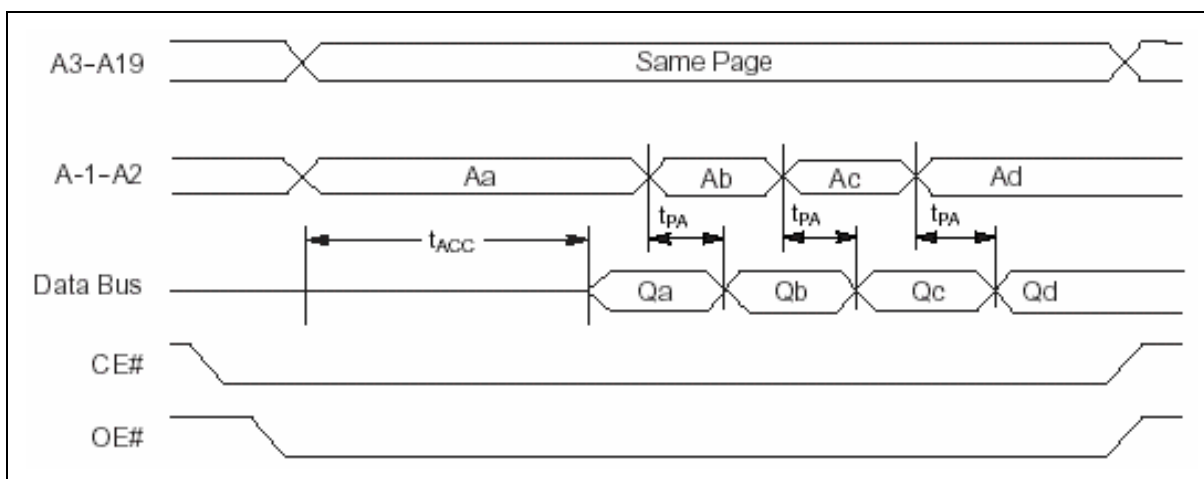 A3–A19
Same Page
A-1–A2
Aa
Ab
Ac
Ad
tPA
tPA
tPA
tACC
Data Bus
Qa
Qb
Qc
Qd
CE#
OE#